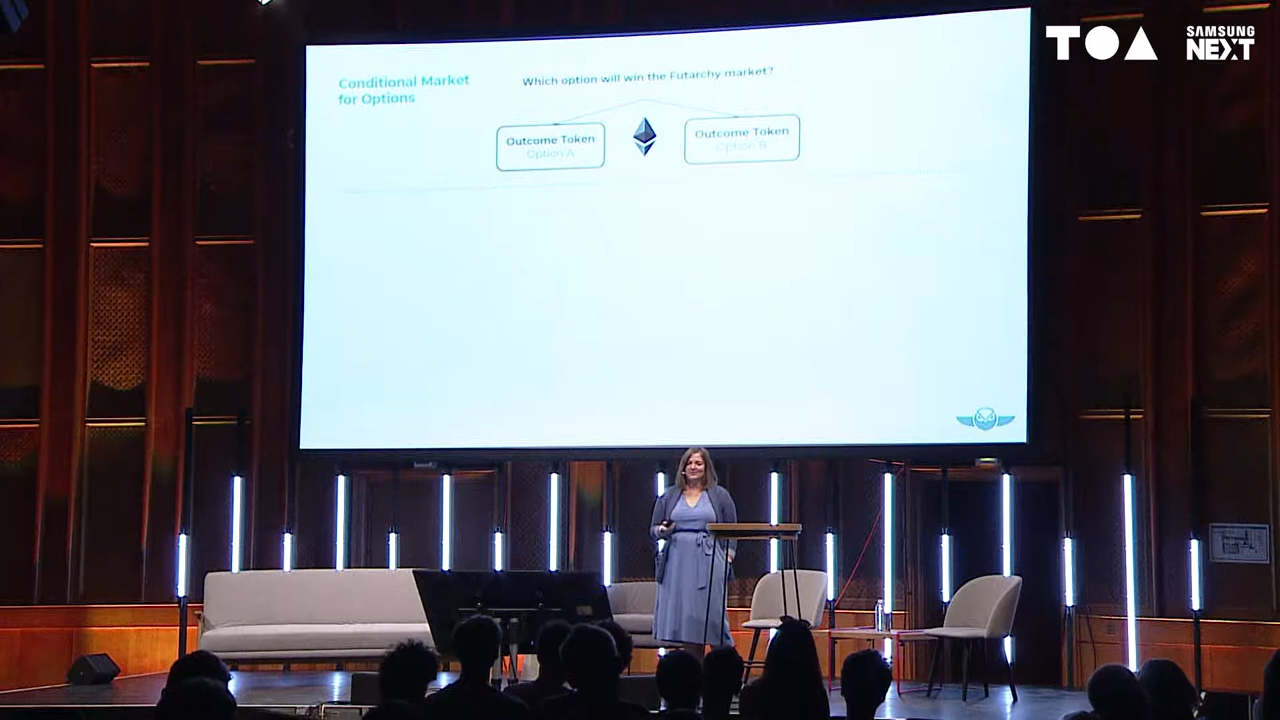 TOA
SAMSUNG
NEXT
Conditional Market
for Options
Which option will win the Futarchy market?
Outcome Token
Option A
Outcome Token
Option B